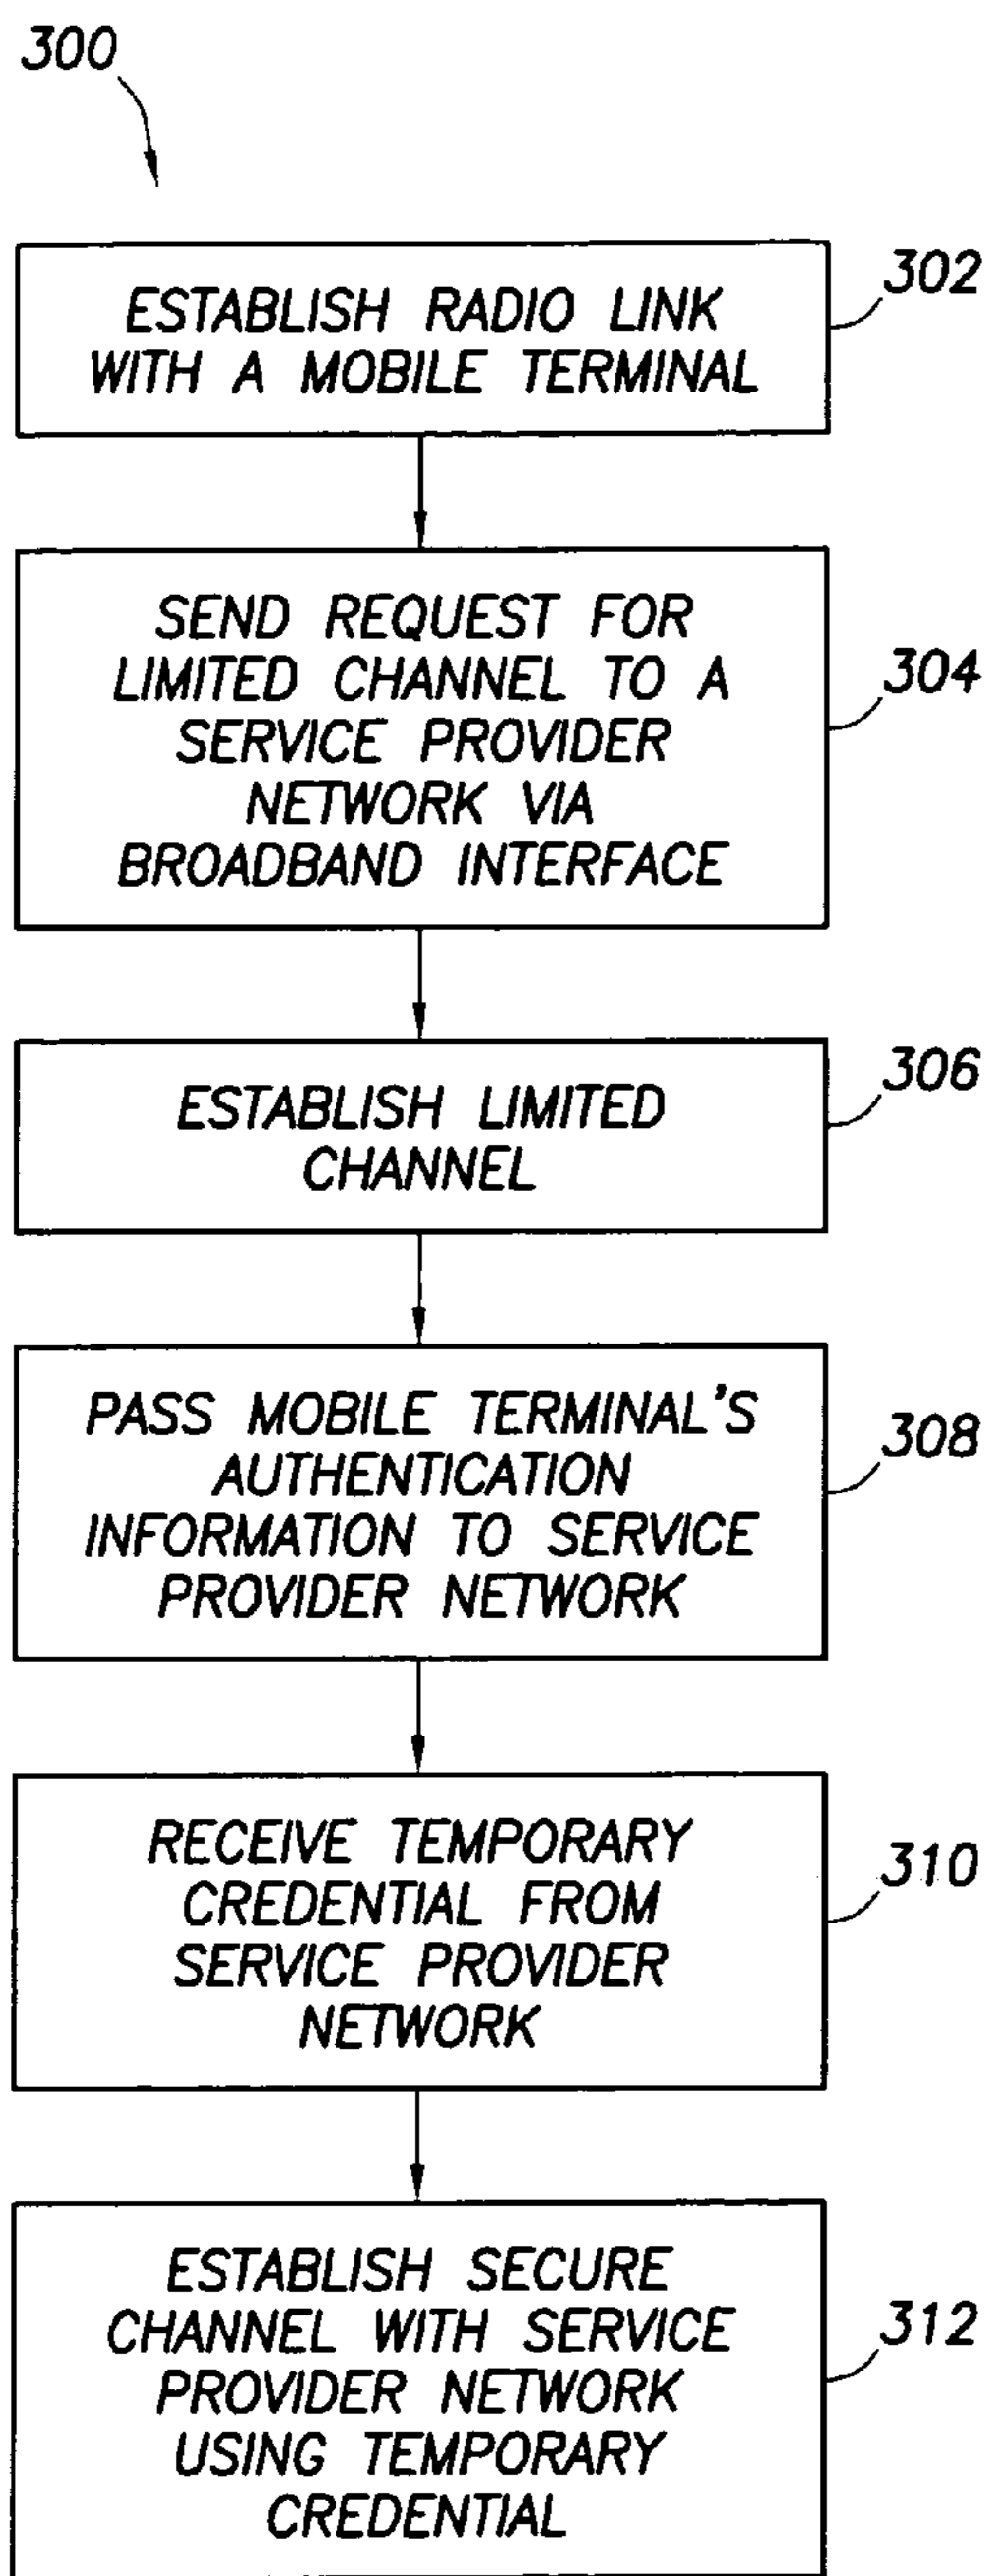 300
ESTABLISH RADIO LINK
WITH A MOBILE TERMINAL
302
SEND REQUEST FOR
LIMITED CHANNEL TO A
SERVICE PROVIDER
NETWORK VIA
BROADBAND INTERFACE
304
ESTABLISH LIMITED
CHANNEL
306
PASS MOBILE TERMINAL'S
AUTHENTICATION
INFORMATION TO SERVICE
PROVIDER NETWORK
308
RECEIVE TEMPORARY
CREDENTIAL FROM
SERVICE PROVIDER
NETWORK
310
ESTABLISH SECURE
CHANNEL WITH SERVICE
PROVIDER NETWORK
USING TEMPORARY
CREDENTIAL
312